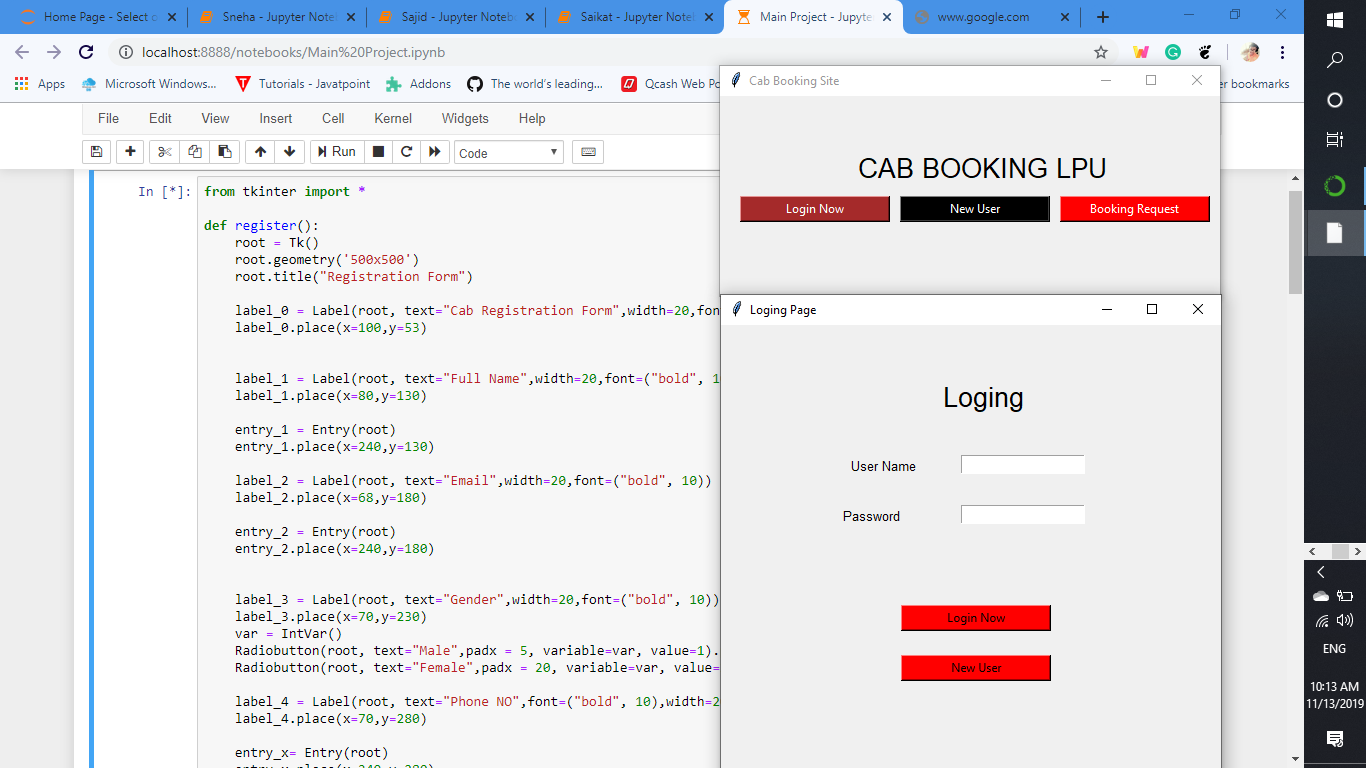 Home Page - Select o
Sneha - Jupyter Note
Sajid - Jupyter Notebo
Saikat - Jupyter Note
Main Project - Jupyte
www.google.com
localhost:8888/notebooks/Main%20Project.ipynb
Apps
Microsoft Windows...
Tutorials - Javatpoint
Addons
The world's leading...
Qcash Web Po
er bookmarks
File Edit View Insert Cell Kernel Widgets Help
Run
Code
In [*]:
from tkinter import *
def register():
root = Tk()
root.geometry('500x500')
root.title("Registration Form")
label_0 = Label(root, text="Cab Registration Form",width=20,fon
label_0.place(x=100,y=53)
label_1 = Label(root, text="Full Name",width=20,font=("bold", 1
label_1.place(x=80,y=130)
entry_1 = Entry(root)
entry_1.place(x=240,y=130)
label_2 = Label(root, text="Email",width=20,font=("bold", 10))
label_2.place(x=68,y=180)
entry_2 = Entry(root)
entry_2.place(x=240,y=180)
label_3 = Label(root, text="Gender",width=20,font=("bold", 10))
label_3.place(x=70,y=230)
var = IntVar()
Radiobutton(root, text="Male",padx = 5, variable=var, value=1).
Radiobutton(root, text="Female",padx = 20, variable=var, value=
label_4 = Label(root, text="Phone NO",font=("bold", 10),width=2
label_4.place(x=70,y=280)
entry_x= Entry(root)
Cab Booking Site
CAB BOOKING LPU
Login Now
New User
Booking Request
Loging Page
Loging
User Name
Password
Login Now
New User
ENG
10:13 AM
11/13/2019